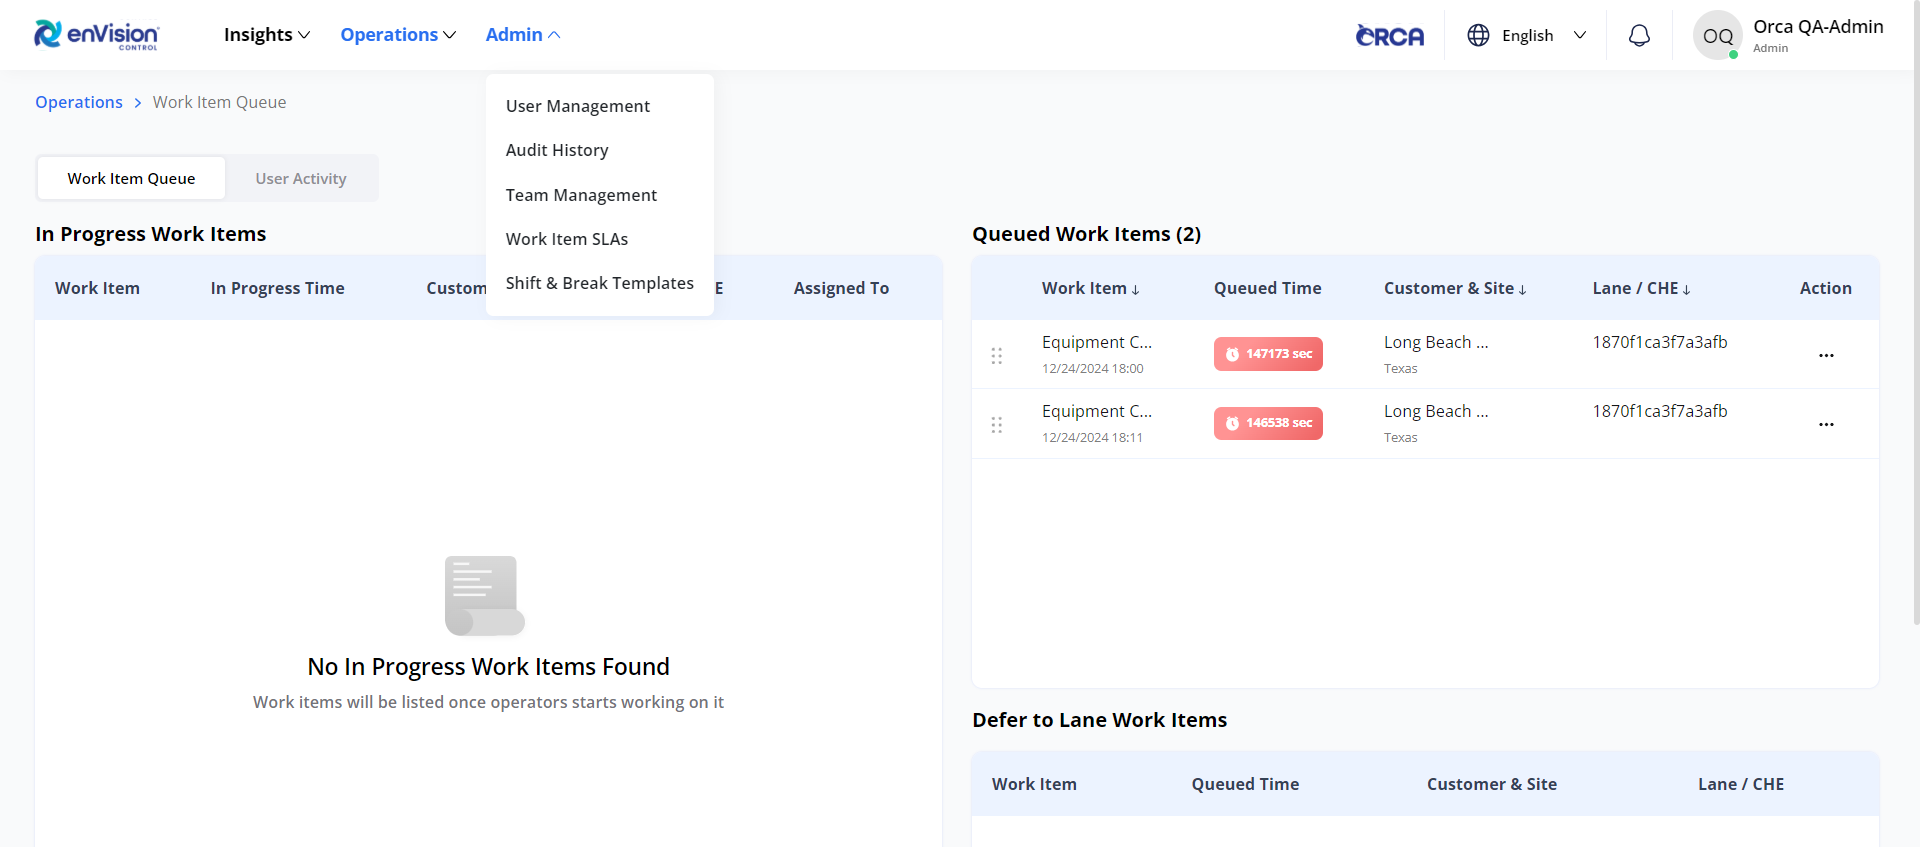 enVision CONTROL
Insights Operations Admin
ORCA
English
OQ
Orca QA-Admin
Admin
Operations > Work Item Queue
User Management
Audit History
Team Management
Work Item SLAs
Shift & Break Templates
Work Item Queue User Activity
In Progress Work Items
Work Item In Progress Time Custom E Assigned To
No In Progress Work Items Found
Work items will be listed once operators starts working on it
Queued Work Items (2)
Work Item ↓ Queued Time Customer & Site ↓ Lane / CHE ↓ Action
Equipment C... 147173 sec Long Beach ... 1870f1ca3f7a3afb ...
12/24/2024 18:00 Texas
Equipment C... 146538 sec Long Beach ... 1870f1ca3f7a3afb ...
12/24/2024 18:11 Texas
Defer to Lane Work Items
Work Item Queued Time Customer & Site Lane / CHE